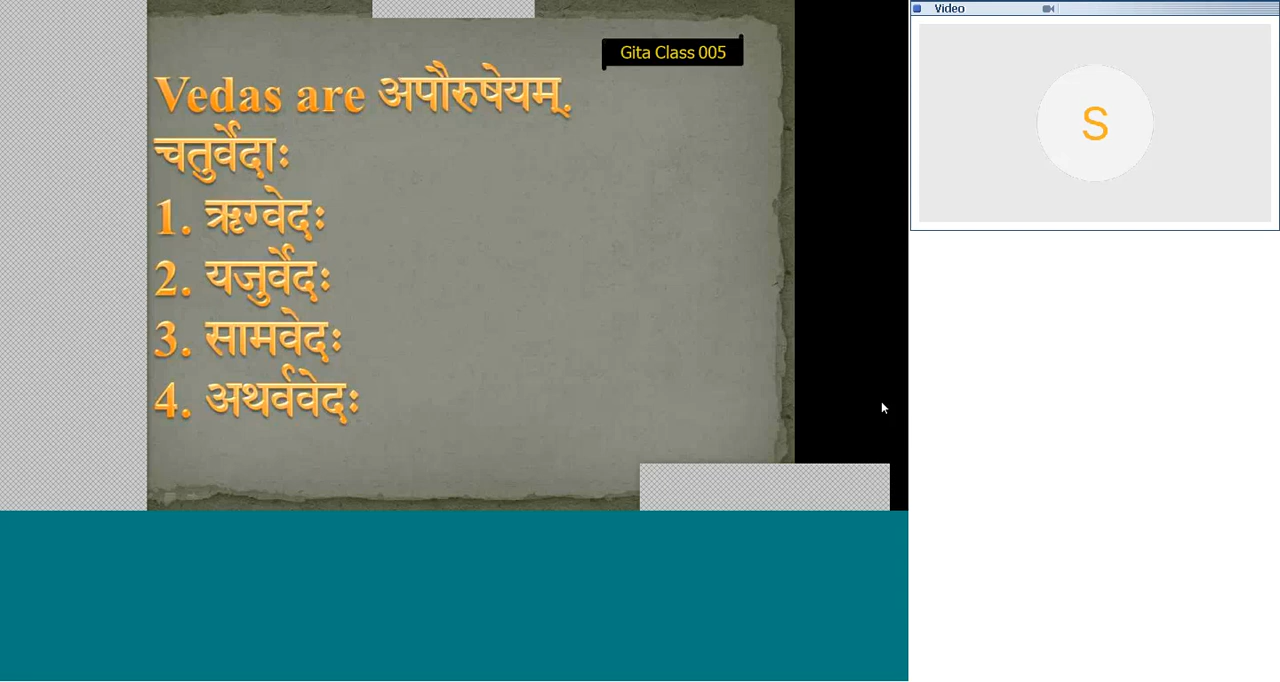 Gita Class 005
Vedas are अपौरुषेयम्.
चतुर्वेदाः
1. ऋग्वेदः
2. यजुर्वेदः
3. सामवेदः
4. अथर्ववेदः
Video
S